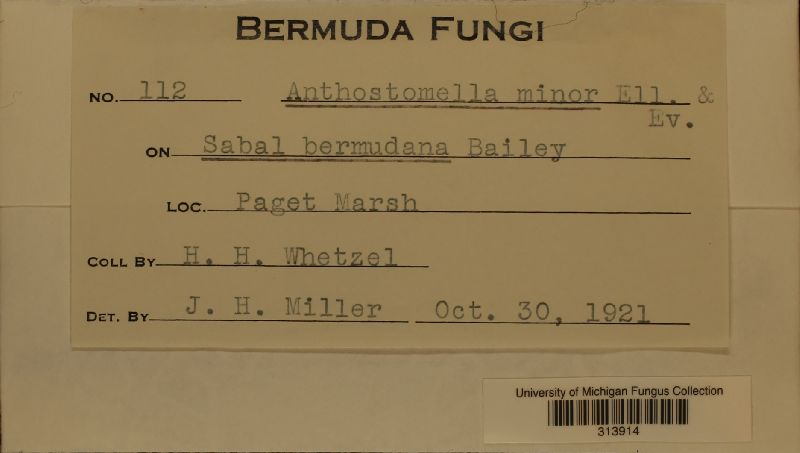 BERMUDA FUNGI
NO. 112 Anthostomella minor Ell. &
Ev.
ON Sabal bermudana Bailey
LOC. Paget Marsh
COLL BY H. H. Whetzel
DET. BY J. H. Miller Oct. 30, 1921
University of Michigan Fungus Collection
313914